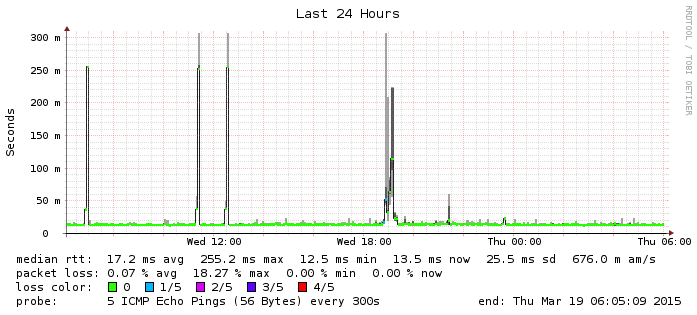 Last 24 Hours
RRDTOOL / TOBI OETIKER
Seconds
300 m
250 m
200 m
150 m
100 m
50 m
0
Wed 12:00 Wed 18:00 Thu 00:00 Thu 06:00
median rtt: 17.2 ms avg 255.2 ms max 12.5 ms min 13.5 ms now 25.5 ms sd 676.0 m am/s
packet loss: 0.07 % avg 18.27 % max 0.00 % min 0.00 % now
loss color: 0 1/5 2/5 3/5 4/5
probe: 5 ICMP Echo Pings (56 Bytes) every 300s end: Thu Mar 19 06:05:09 2015